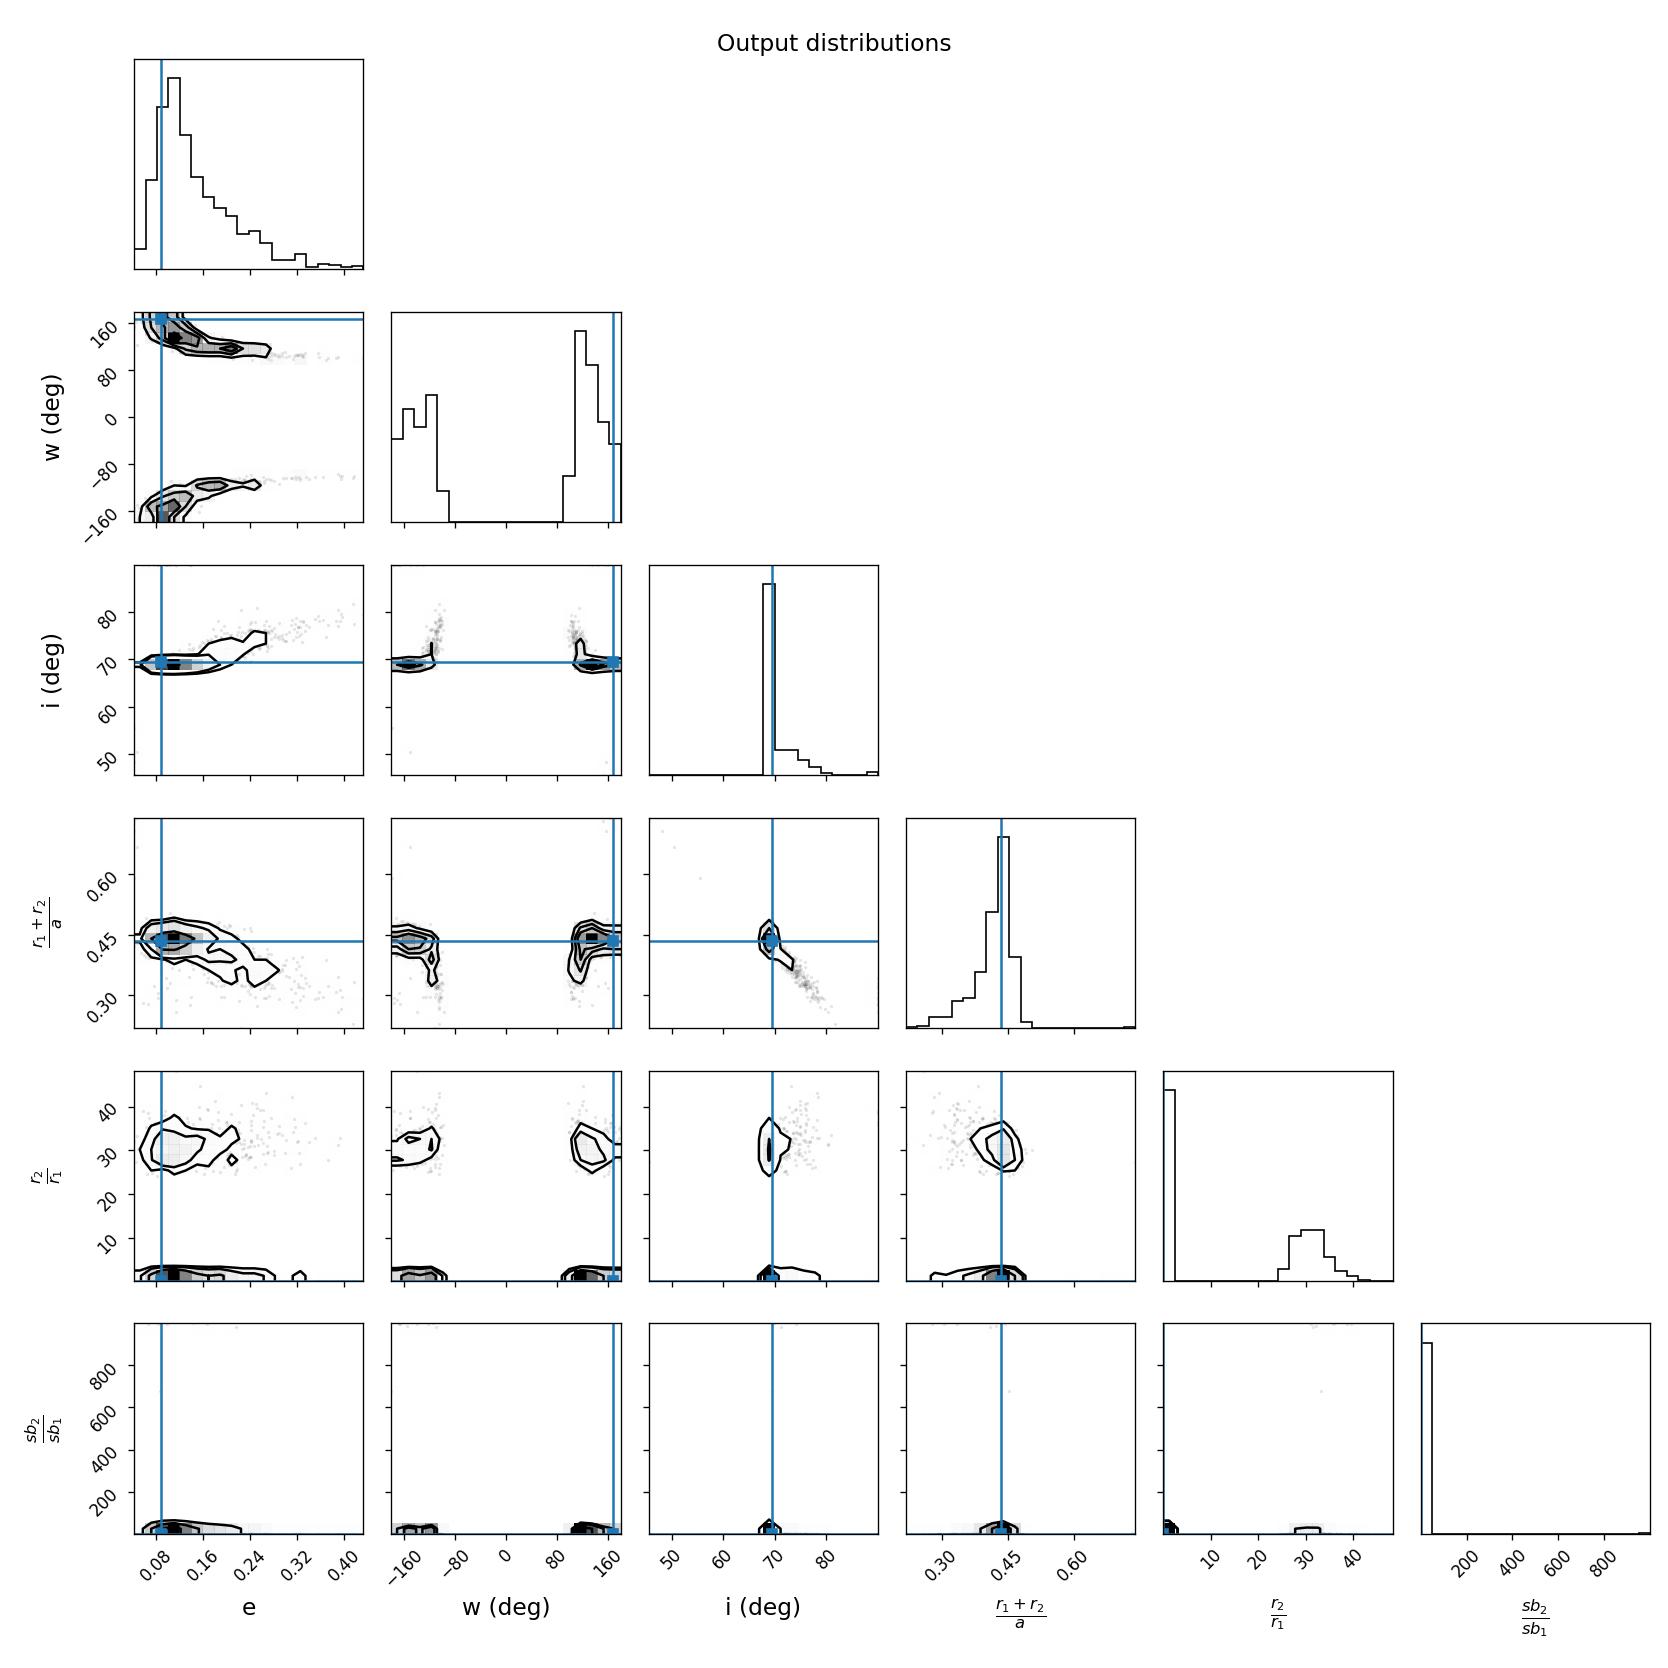 Output distributions
w (deg)
160
80
0
−80
−160
i (deg)
80
70
60
50
r₁ + r₂
a
0.60
0.45
0.30
r₂
r₁
40
30
20
10
sb₂
sb₁
800
600
400
200
0.08 0.16 0.24 0.32 0.40
−160 −80 0 80 160
50 60 70 80
0.30 0.45 0.60
10 20 30 40
200 400 600 800
e
w (deg)
i (deg)
r₁ + r₂
a
r₂
r₁
sb₂
sb₁